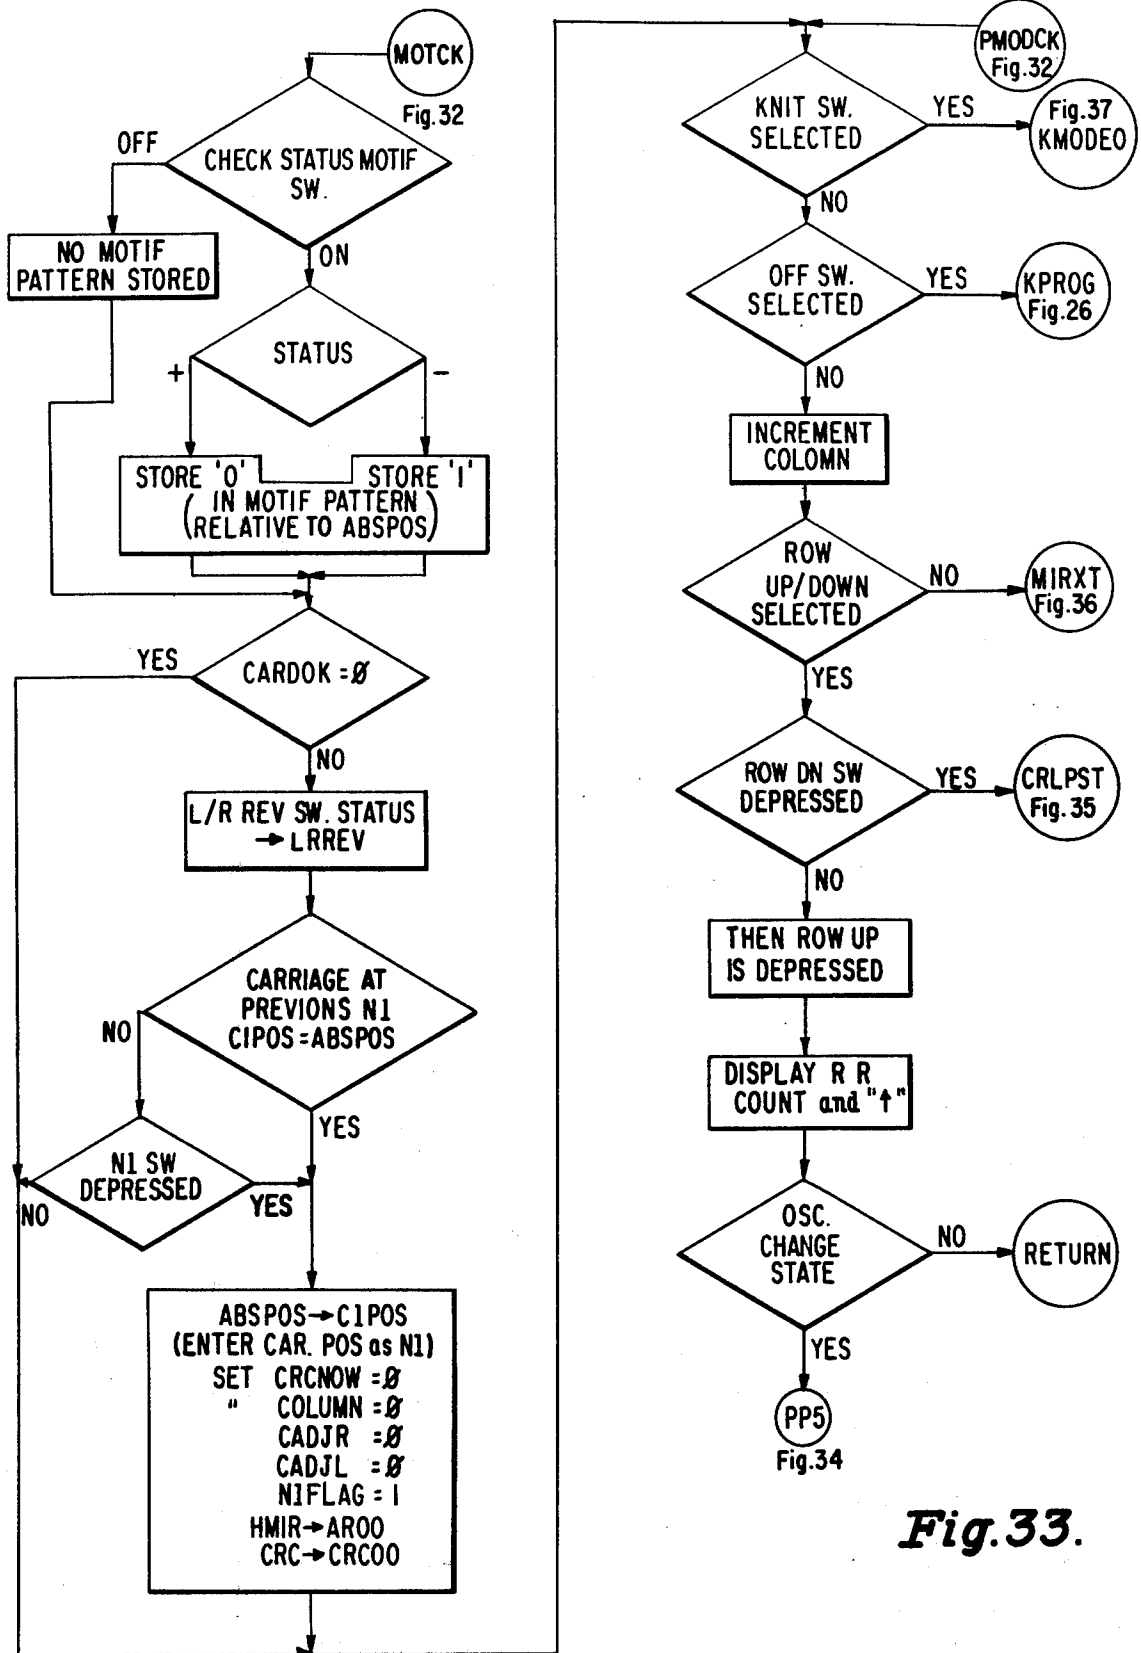 MOTCK
Fig.32
CHECK STATUS MOTIF
SW.
OFF
ON
NO MOTIF
PATTERN STORED
STATUS
+
-
STORE '0'
STORE '1'
( IN MOTIF PATTERN
RELATIVE TO ABSPOS)
CARDOK = Ø
YES
NO
L/R REV SW. STATUS
→ LRREV
CARRIAGE AT
PREVIONS N1
C1POS = ABSPOS
NO
YES
N1 SW
DEPRESSED
NO
YES
ABSPOS → C1POS
(ENTER CAR. POS as N1)
SET CRCNOW = Ø
" COLUMN = Ø
CADJR = Ø
CADJL = Ø
N1FLAG = 1
HMIR → AROO
CRC → CRCOO
PMODCK
Fig.32
KNIT SW.
SELECTED
YES
Fig.37
KMODEO
NO
OFF SW.
SELECTED
YES
KPROG
Fig.26
NO
INCREMENT
COLOMN
ROW
UP/DOWN
SELECTED
NO
MIRXT
Fig.36
YES
ROW DN SW
DEPRESSED
YES
CRLPST
Fig.35
NO
THEN ROW UP
IS DEPRESSED
DISPLAY R R
COUNT and "↑"
OSC.
CHANGE
STATE
NO
RETURN
YES
PP5
Fig.34
Fig.33.